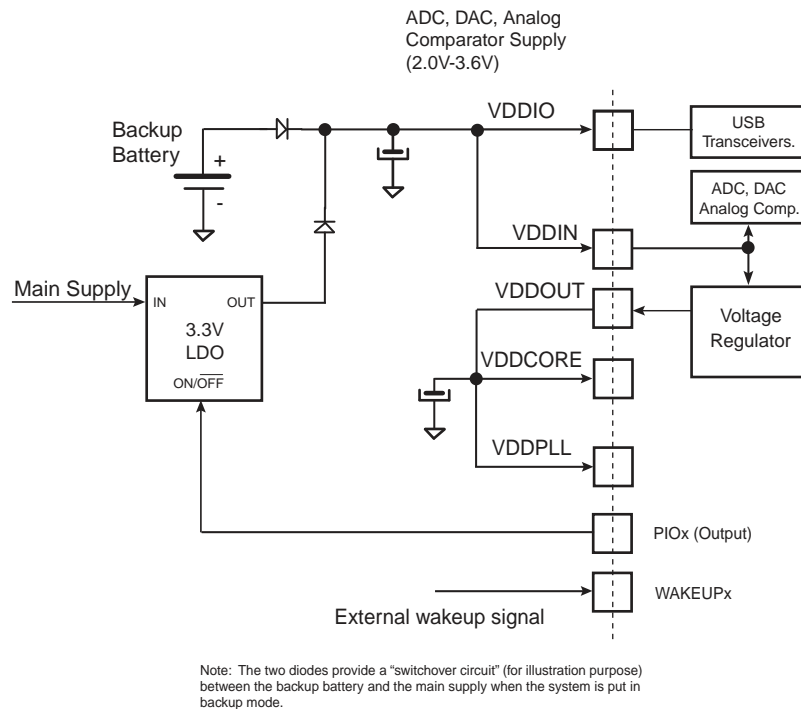 ADC, DAC, Analog
Comparator Supply
(2.0V-3.6V)
VDDIO
USB
Transceivers.
Backup
Battery
+
-
ADC, DAC
Analog Comp.
VDDIN
Main Supply
IN
OUT
3.3V
LDO
ON/OFF
VDDOUT
Voltage
Regulator
VDDCORE
VDDPLL
PIOx (Output)
WAKEUPx
External wakeup signal
Note: The two diodes provide a “switchover circuit” (for illustration purpose)
between the backup battery and the main supply when the system is put in
backup mode.